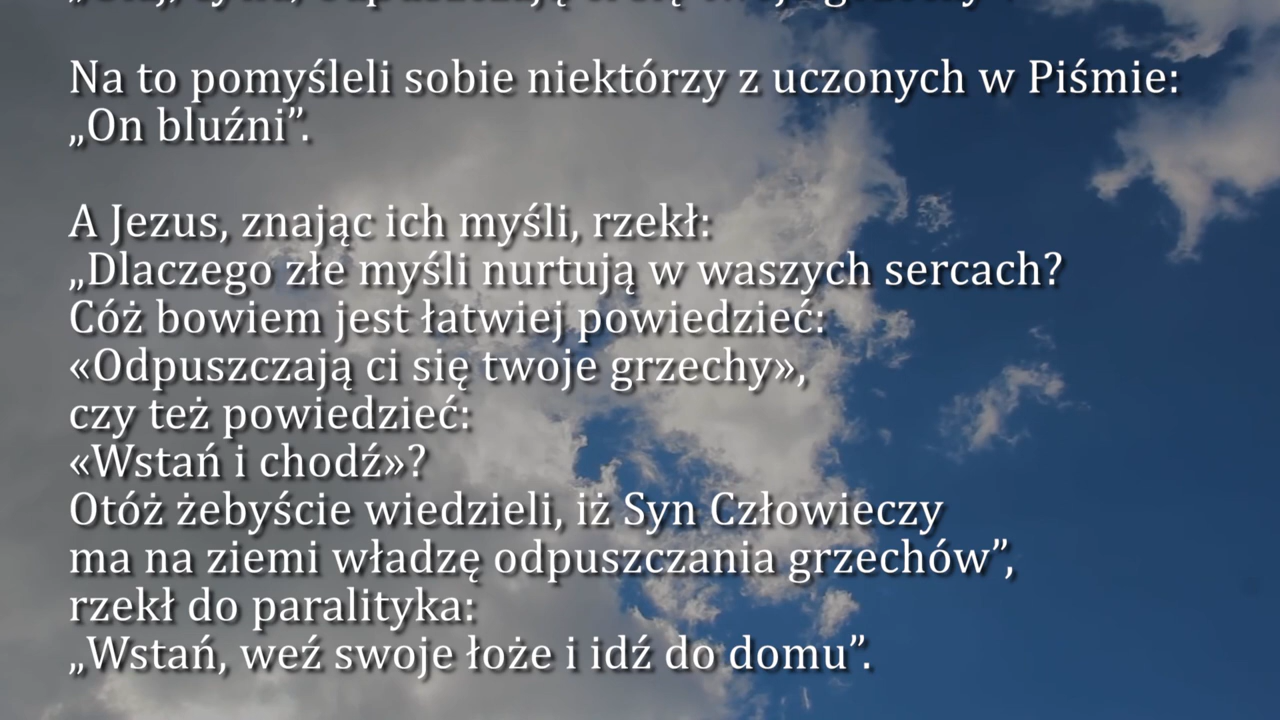 Na to pomyśleli sobie niektórzy z uczonych w Piśmie:
„On bluźni”.
A Jezus, znając ich myśli, rzekł:
„Dlaczego złe myśli nurtują w waszych sercach?
Cóż bowiem jest łatwiej powiedzieć:
«Odpuszczają ci się twoje grzechy»,
czy też powiedzieć:
«Wstań i chodź»?
Otóż żebyście wiedzieli, iż Syn Człowieczy
ma na ziemi władzę odpuszczania grzechów”,
rzekł do paralityka:
„Wstań, weź swoje łoże i idź do domu”.